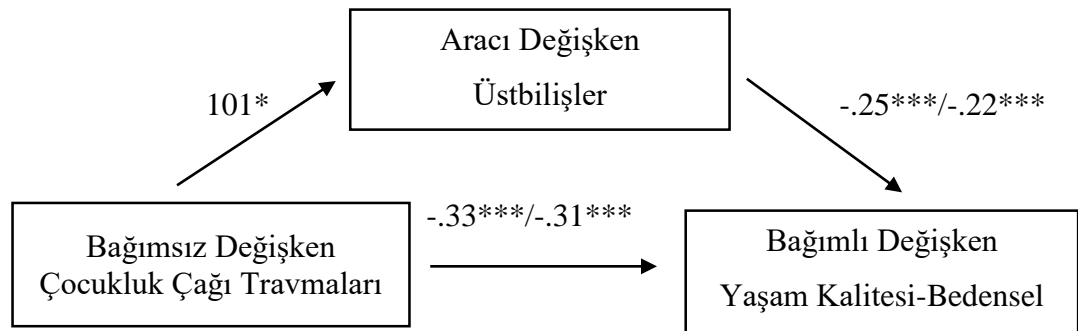 Aracı Değişken
Üstbilişler
101*
-.25***/-.22***
-.33***/-.31***
Bağımsız Değişken
Çocukluk Çağı Travmaları
Bağımlı Değişken
Yaşam Kalitesi-Bedensel